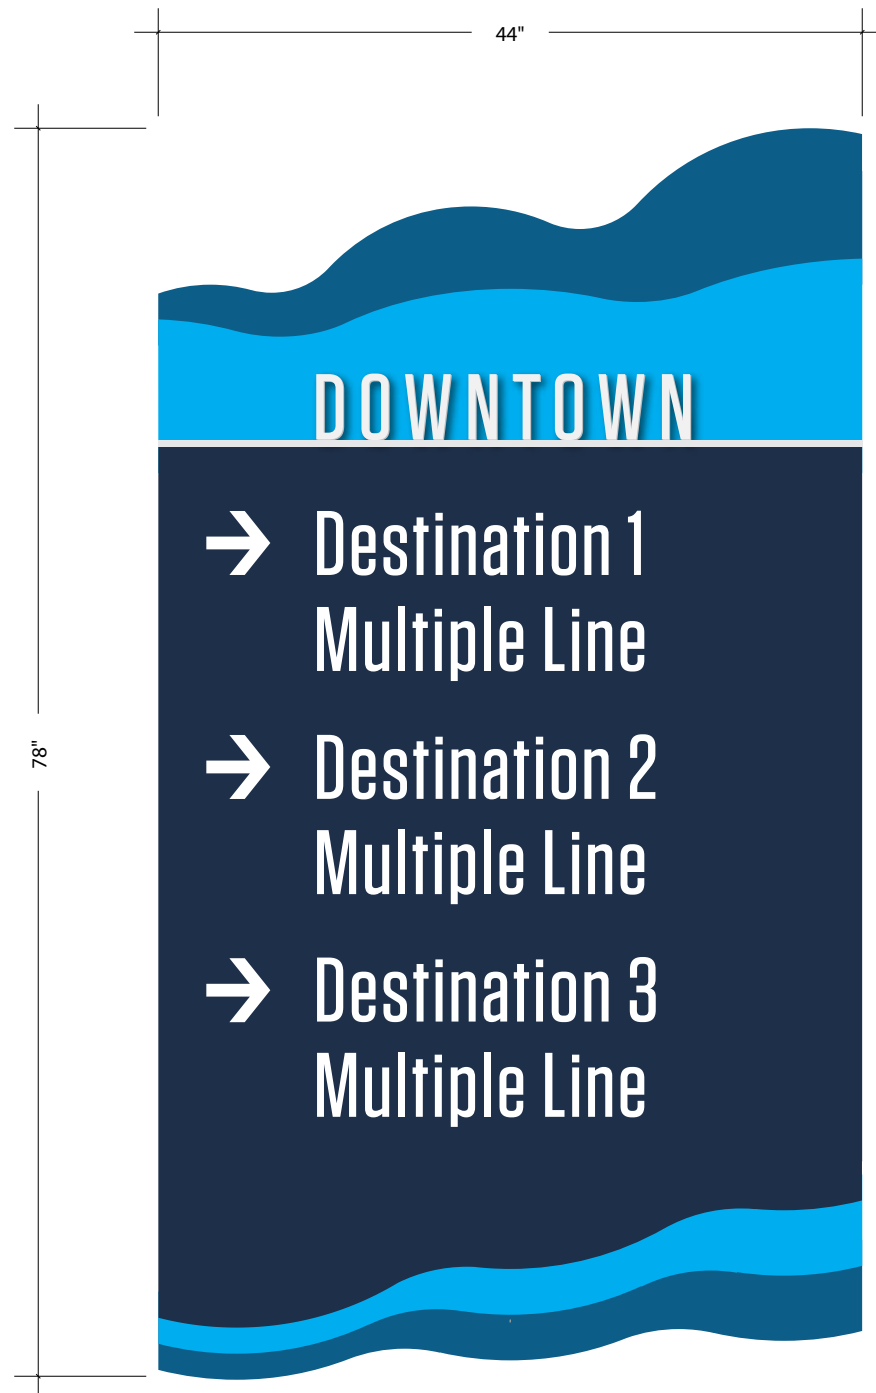 44"
78"
DOWNTOWN
Destination 1
Multiple Line
Destination 2
Multiple Line
Destination 3
Multiple Line